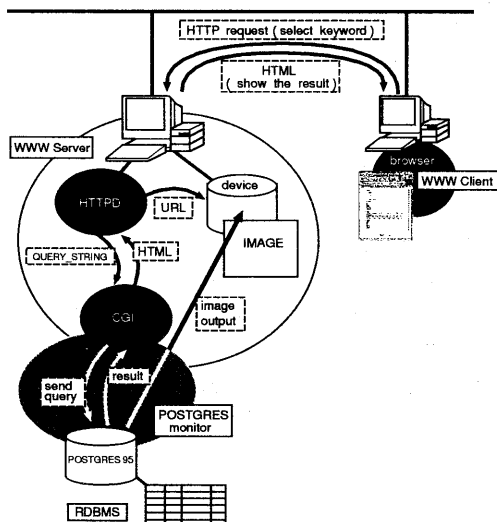 HTTP request ( select keyword )
HTML
( show the result )
WWW Server
browser
WWW Client
HTTPD
device
URL
IMAGE
QUERY_STRING
HTML
CGI
image
output
send
query
result
POSTGRES
monitor
POSTGRES 95
RDBMS